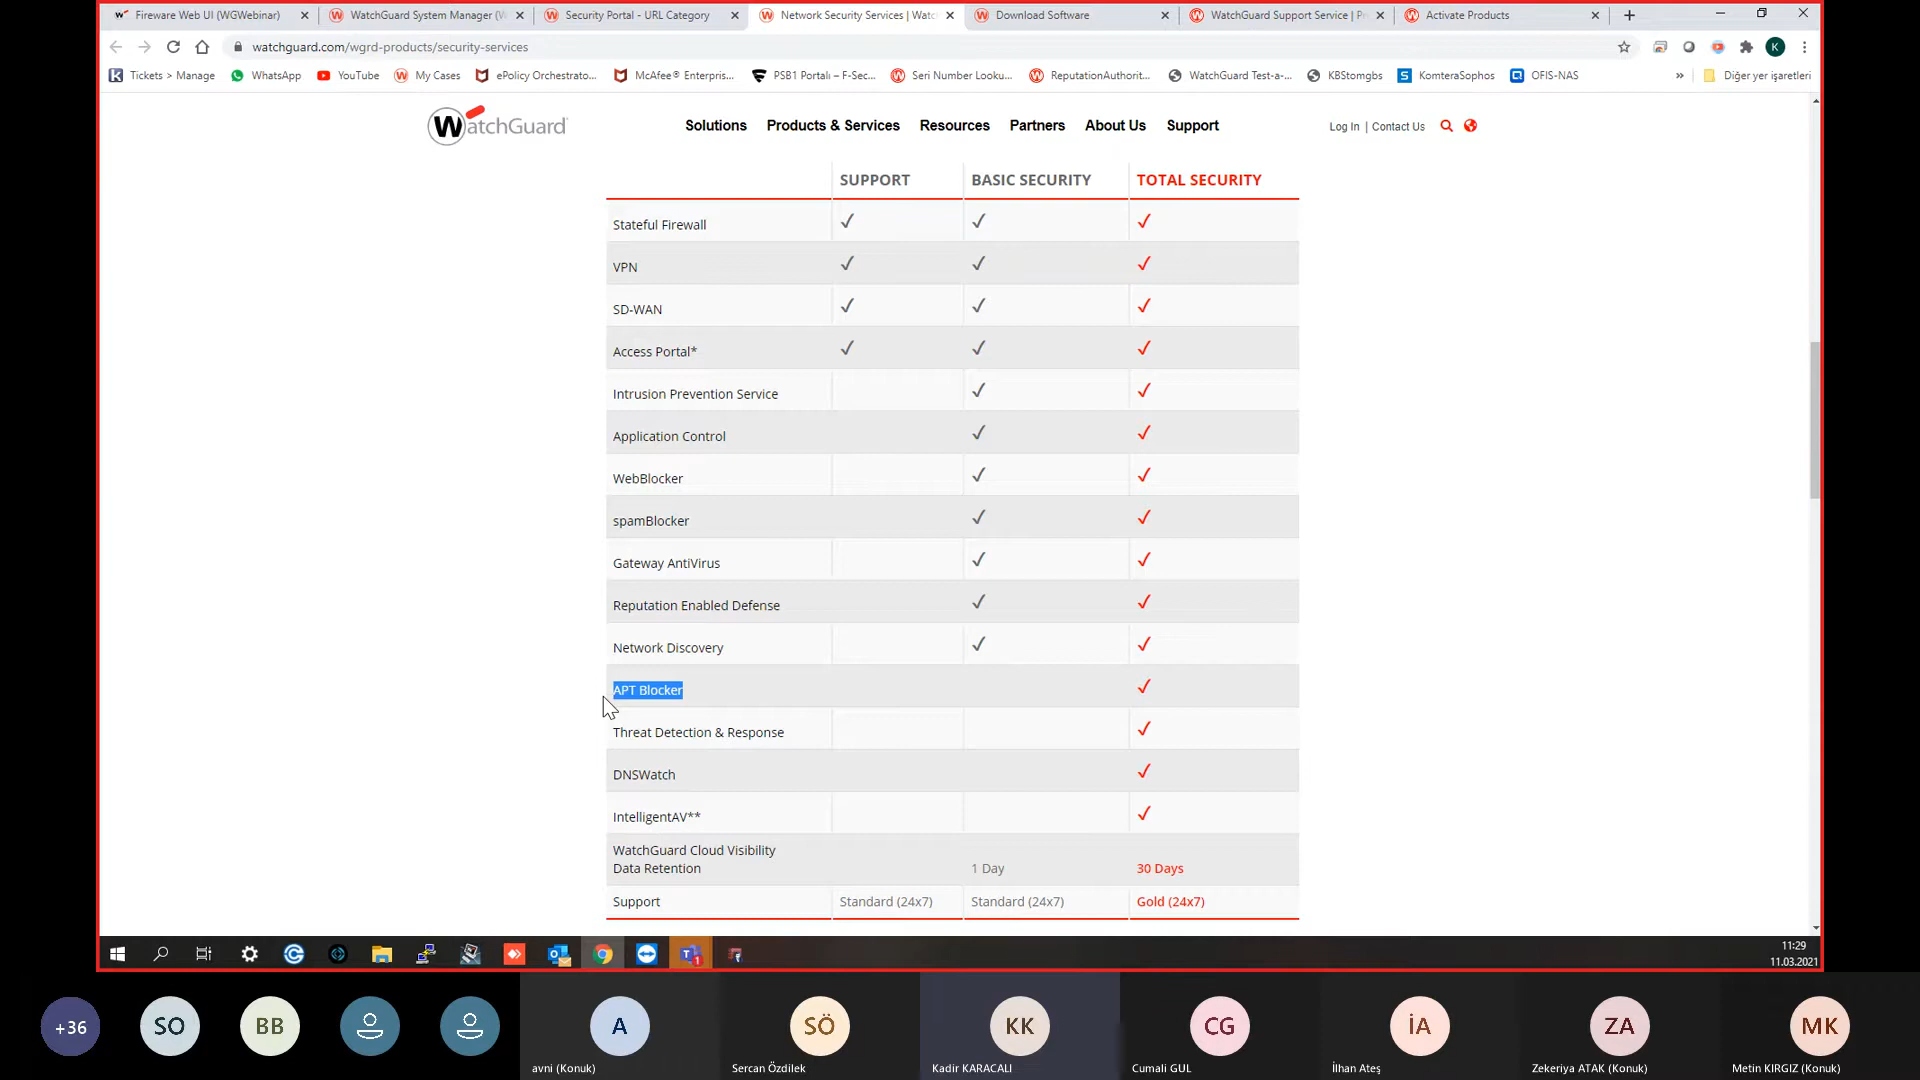 Fireware Web UI (WGWebinar)
WatchGuard System Manager (W
Security Portal - URL Category
Network Security Services | Watc
Download Software
WatchGuard Support Service | Pr
Activate Products
watchguard.com/wgrd-products/security-services
K
Tickets > Manage
WhatsApp
YouTube
My Cases
ePolicy Orchestrato...
McAfee® Enterpris...
PSB1 Portalı – F-Sec...
Seri Number Looku...
ReputationAuthorit...
WatchGuard Test-a-...
KBStomgbs
KomteraSophos
OFIS-NAS
»
Diğer yer işaretleri
WatchGuard
Solutions
Products & Services
Resources
Partners
About Us
Support
Log In | Contact Us
SUPPORT BASIC SECURITY TOTAL SECURITY
Stateful Firewall ✓ ✓ ✓
VPN ✓ ✓ ✓
SD-WAN ✓ ✓ ✓
Access Portal* ✓ ✓ ✓
Intrusion Prevention Service ✓ ✓
Application Control ✓ ✓
WebBlocker ✓ ✓
spamBlocker ✓ ✓
Gateway AntiVirus ✓ ✓
Reputation Enabled Defense ✓ ✓
Network Discovery ✓ ✓
APT Blocker ✓
Threat Detection & Response ✓
DNSWatch ✓
IntelligentAV** ✓
WatchGuard Cloud Visibility
Data Retention 1 Day 30 Days
Support Standard (24x7) Standard (24x7) Gold (24x7)
11:29
11.03.2021
+36
SO
BB
A
SÖ
KK
CG
İA
ZA
MK
avni (Konuk)
Sercan Özdilek
Kadir KARACALI
Cumali GUL
İlhan Ateş
Zekeriya ATAK (Konuk)
Metin KIRGIZ (Konuk)